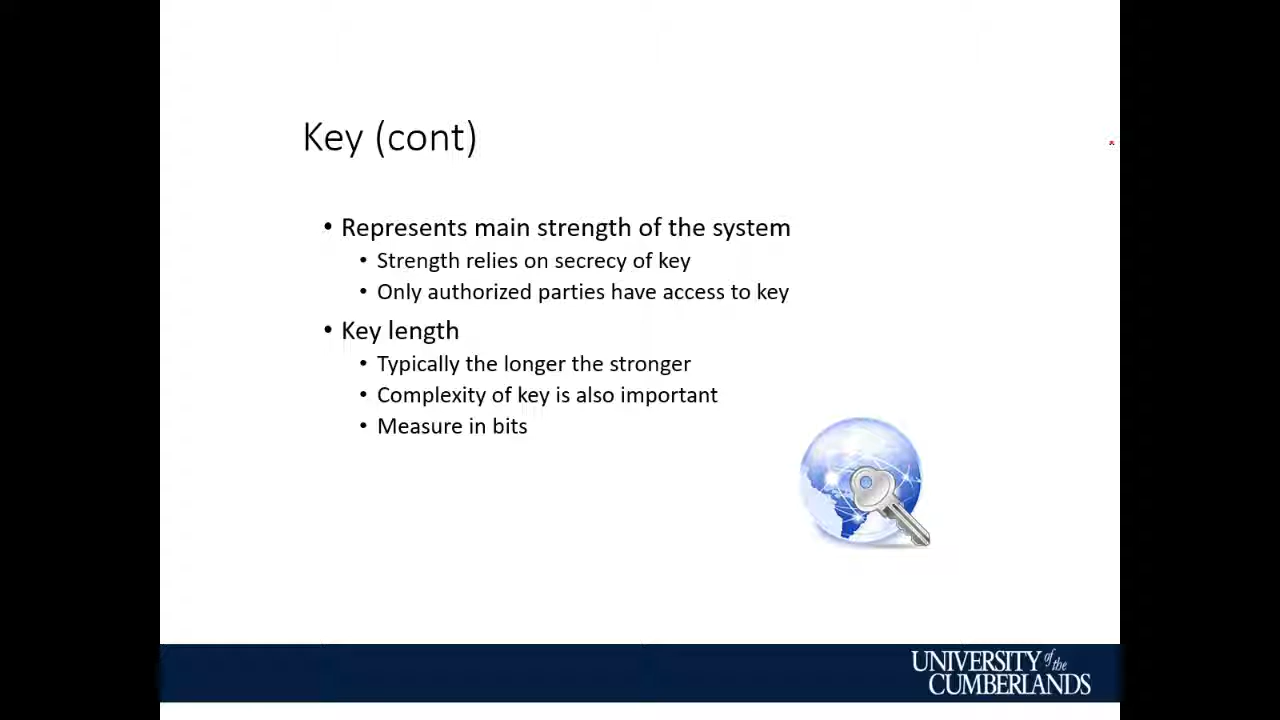 Key (cont)
• Represents main strength of the system
• Strength relies on secrecy of key
• Only authorized parties have access to key
• Key length
• Typically the longer the stronger
• Complexity of key is also important
• Measure in bits
UNIVERSITY of the
CUMBERLANDS